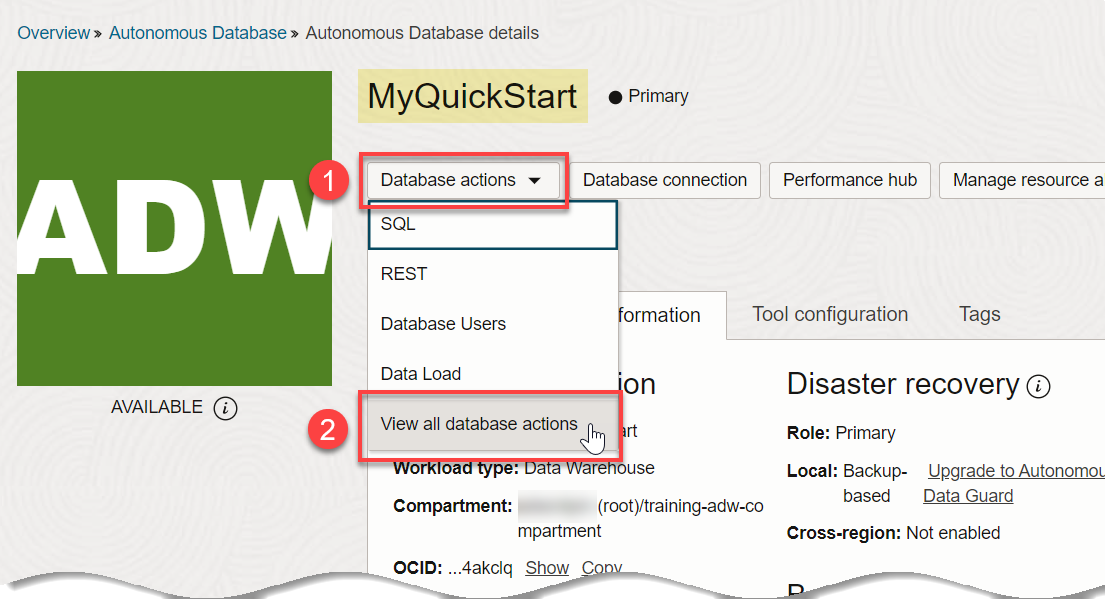 Overview » Autonomous Database » Autonomous Database details
ADW
AVAILABLE i
MyQuickStart
Primary
1
Database actions
Database connection
Performance hub
Manage resource a
SQL
REST
Database Users
Data Load
View all database actions
2
formation
Tool configuration
Tags
ion
art
Workload type: Data Warehouse
Compartment: (root)/training-adw-co
mpartment
OCID: ...4akclq Show Copy
Disaster recovery i
Role: Primary
Local: Backup-
based
Upgrade to Autonomou
Data Guard
Cross-region: Not enabled